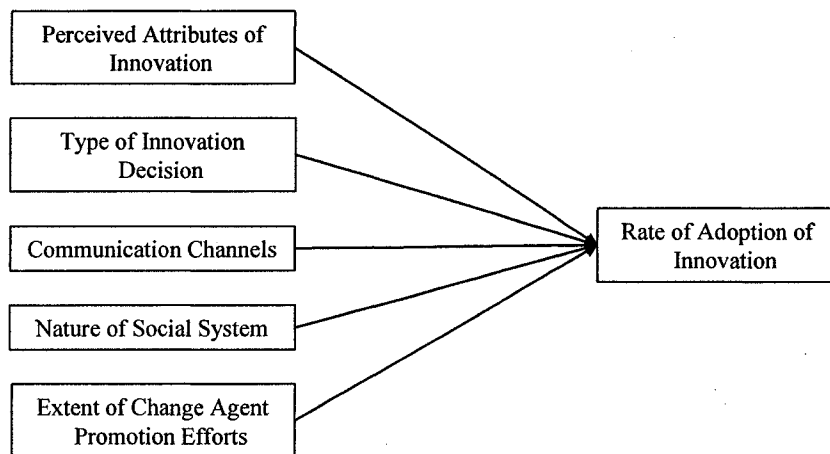 Perceived Attributes of
Innovation
Type of Innovation
Decision
Communication Channels
Nature of Social System
Extent of Change Agent
Promotion Efforts
Rate of Adoption of
Innovation